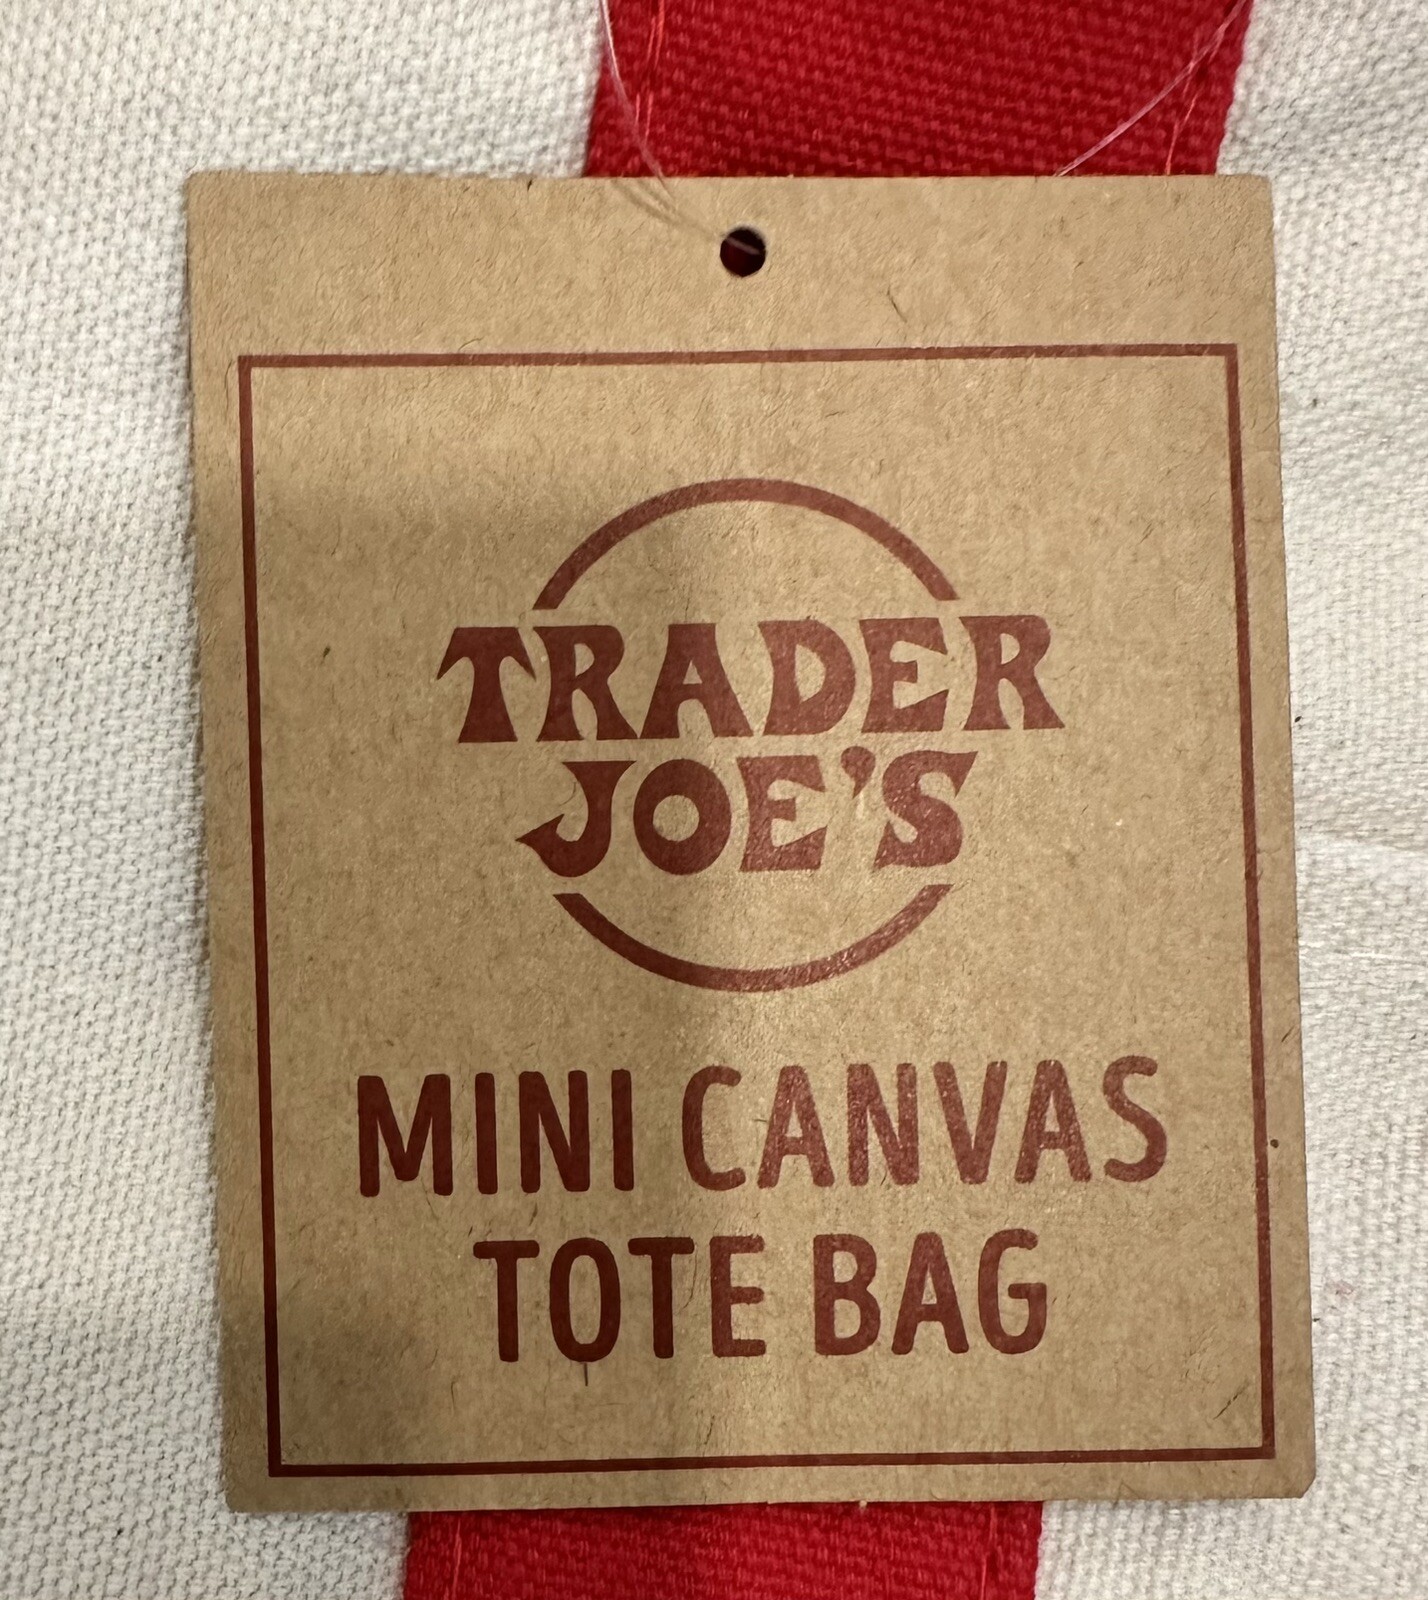 TRADER
JOE'S
MINI CANVAS
TOTE BAG